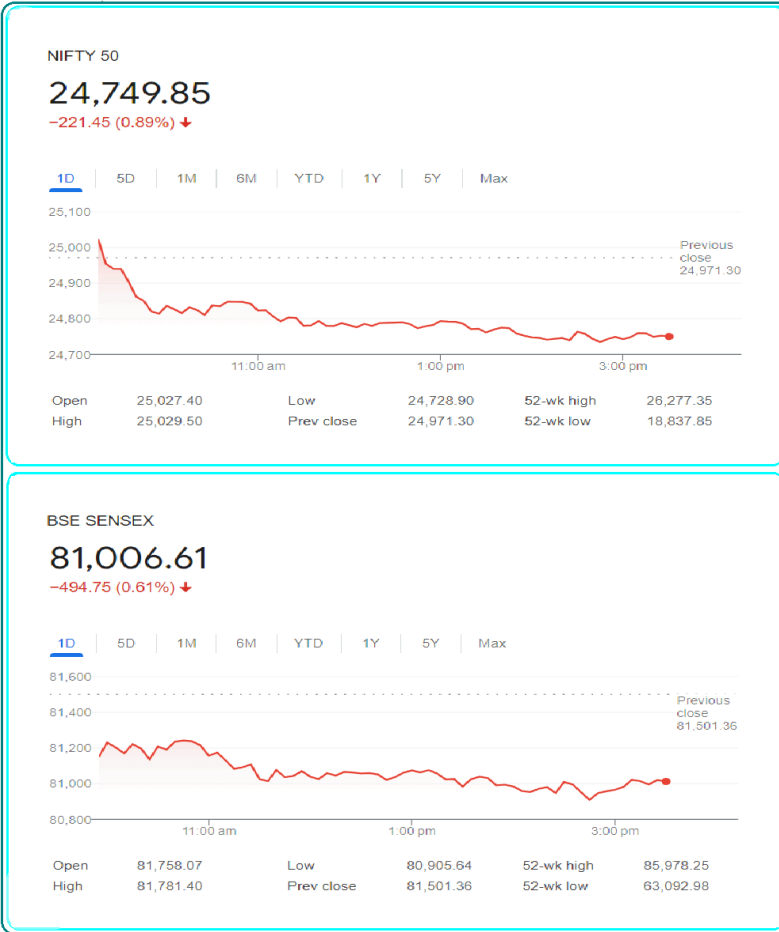 NIFTY 50
24,749.85
−221.45 (0.89%) ↓
1D 5D 1M 6M YTD 1Y 5Y Max
25,100
25,000
24,900
24,800
24,700
Previous
close
24,971.30
11:00 am 1:00 pm 3:00 pm
Open 25,027.40 Low 24,728.90 52-wk high 26,277.35
High 25,029.50 Prev close 24,971.30 52-wk low 18,837.85
BSE SENSEX
81,006.61
−494.75 (0.61%) ↓
1D 5D 1M 6M YTD 1Y 5Y Max
81,600
81,400
81,200
81,000
80,800
Previous
close
81,501.36
11:00 am 1:00 pm 3:00 pm
Open 81,758.07 Low 80,905.64 52-wk high 85,978.25
High 81,781.40 Prev close 81,501.36 52-wk low 63,092.98